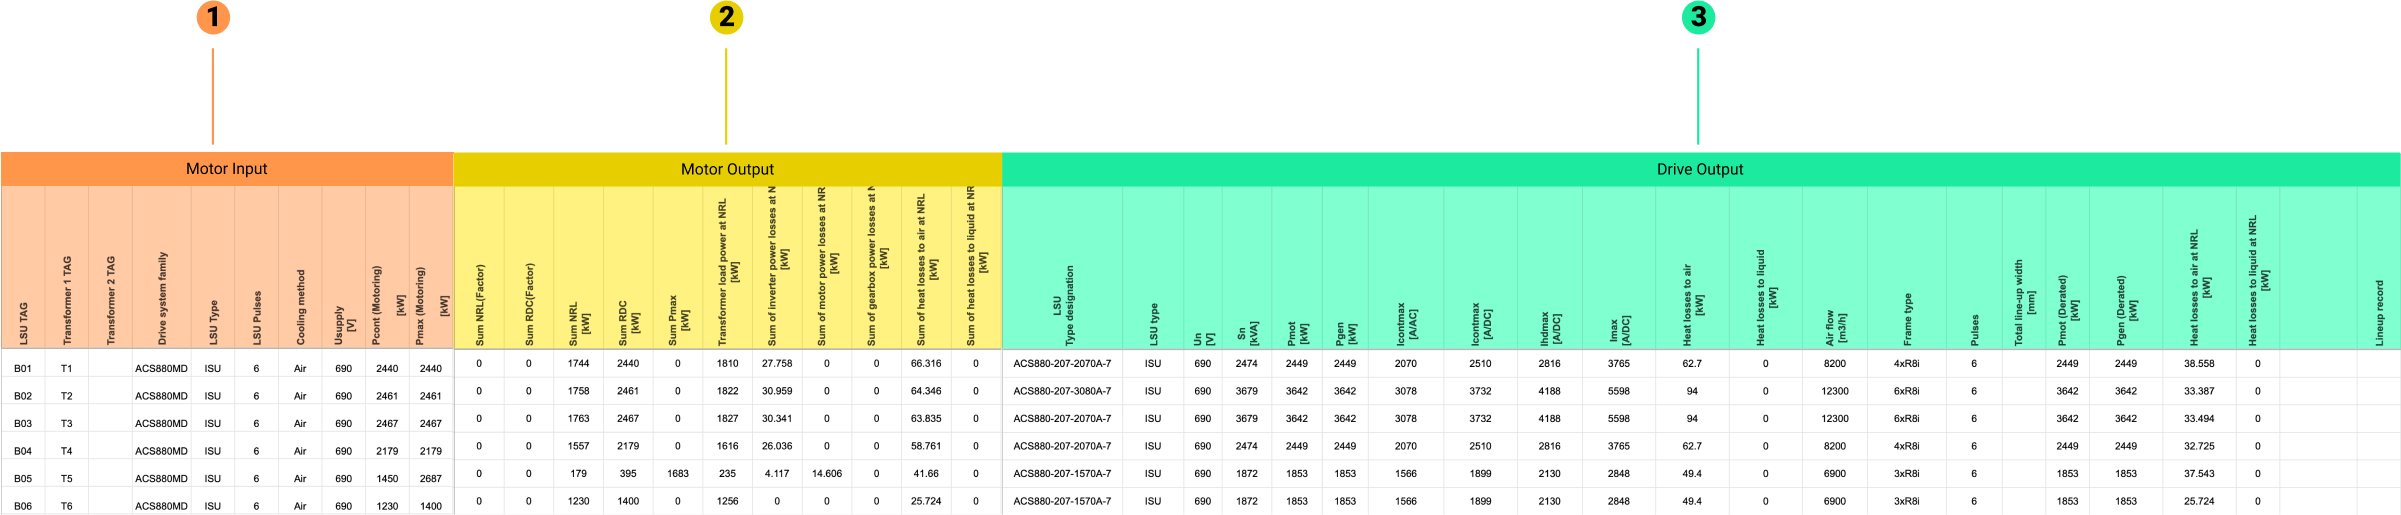 1
2
3
Motor Input
Motor Output
Drive Output
LSU TAG
Transformer 1 TAG
Transformer 2 TAG
Drive system family
LSU Type
LSU Pulses
Cooling method
Usupply
[V]
Pcont (Motoring)
[kW]
Pmax (Motoring)
[kW]
Sum NRL(Factor)
Sum RDC(Factor)
Sum NRL
[kW]
Sum RDC
[kW]
Sum Pmax
[kW]
Transformer load power at NRL
[kW]
Sum of inverter power losses at N
[kW]
Sum of motor power losses at NR
[kW]
Sum of gearbox power losses at N
[kW]
Sum of heat losses to air at NRL
[kW]
Sum of heat losses to liquid at NR
[kW]
LSU
Type designation
LSU type
Un
[V]
Sn
[kVA]
Pmot
[kW]
Pgen
[kW]
Icontmax
[A/AC]
Icontmax
[A/DC]
Ihdmax
[A/DC]
Imax
[A/DC]
Heat losses to air
[kW]
Heat losses to liquid
[kW]
Air flow
[m3/h]
Frame type
Pulses
Total line-up width
[mm]
Pmot (Derated)
[kW]
Pgen (Derated)
[kW]
Heat losses to air at NRL
[kW]
Heat losses to liquid at NRL
[kW]
Lineup record
B01 T1 ACS880MD ISU 6 Air 690 2440 2440 0 0 1744 2440 0 1810 27.758 0 0 66.316 0 ACS880-207-2070A-7 ISU 690 2474 2449 2449 2070 2510 2816 3765 62.7 0 8200 4xR8i 6 2449 2449 38.558 0
B02 T2 ACS880MD ISU 6 Air 690 2461 2461 0 0 1758 2461 0 1822 30.959 0 0 64.346 0 ACS880-207-3080A-7 ISU 690 3679 3642 3642 3078 3732 4188 5598 94 0 12300 6xR8i 6 3642 3642 33.387 0
B03 T3 ACS880MD ISU 6 Air 690 2467 2467 0 0 1763 2467 0 1827 30.341 0 0 63.835 0 ACS880-207-2070A-7 ISU 690 3679 3642 3642 3078 3732 4188 5598 94 0 12300 6xR8i 6 3642 3642 33.494 0
B04 T4 ACS880MD ISU 6 Air 690 2179 2179 0 0 1557 2179 0 1616 26.036 0 0 58.761 0 ACS880-207-2070A-7 ISU 690 2474 2449 2449 2070 2510 2816 3765 62.7 0 8200 4xR8i 6 2449 2449 32.725 0
B05 T5 ACS880MD ISU 6 Air 690 1450 2687 0 0 179 395 1683 235 4.117 14.606 0 41.66 0 ACS880-207-1570A-7 ISU 690 1872 1853 1853 1566 1899 2130 2848 49.4 0 6900 3xR8i 6 1853 1853 37.543 0
B06 T6 ACS880MD ISU 6 Air 690 1230 1400 0 0 1230 1400 0 1256 0 0 0 25.724 0 ACS880-207-1570A-7 ISU 690 1872 1853 1853 1566 1899 2130 2848 49.4 0 6900 3xR8i 6 1853 1853 25.724 0